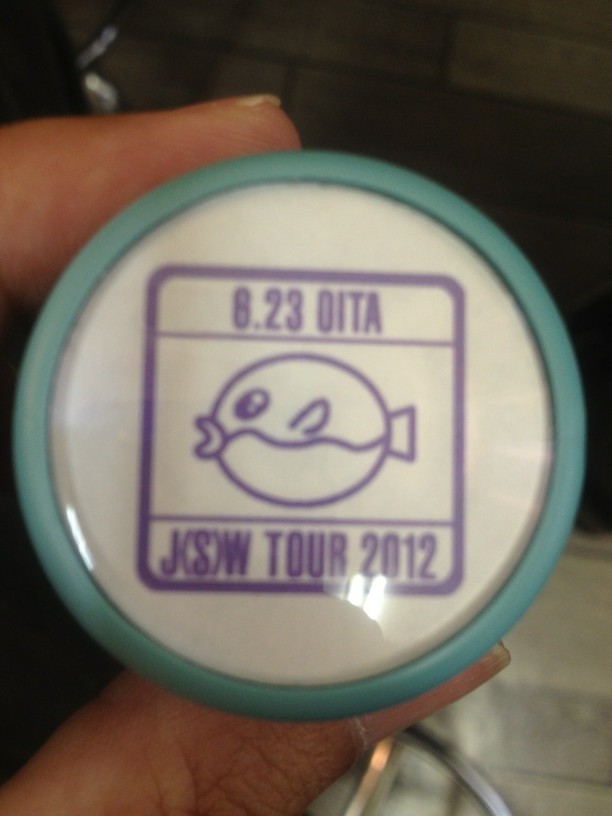 6.23 OITA
J(S)W TOUR 2012